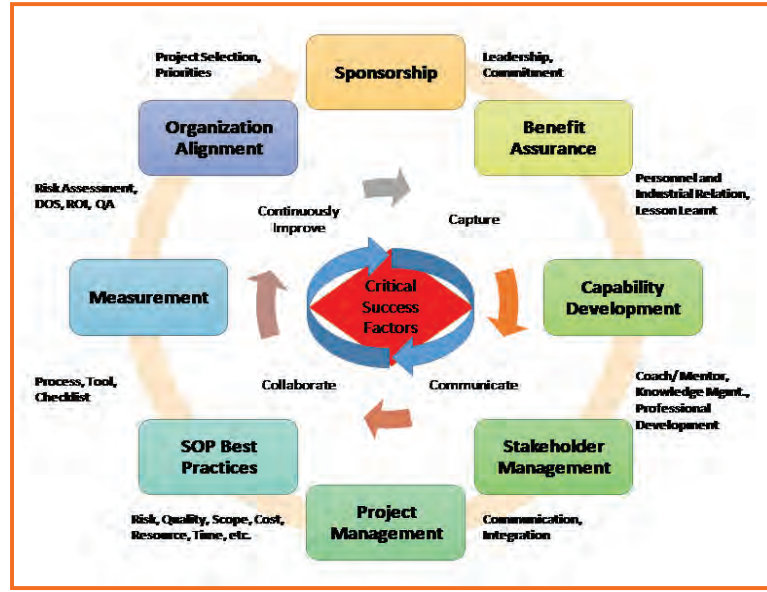 Project Selection,
Priorities
Sponsorship
Leadership,
Commitment
Organization
Alignment
Benefit
Assurance
Risk Assessment,
DOS, ROI, QA
Personnel and
Industrial Relation,
Lesson Learnt
Continuously
Improve
Capture
Measurement
Critical
Success
Factors
Capability
Development
Process, Tool,
Checklist
Collaborate
Communicate
Coach/ Mentor,
Knowledge Mgmt.,
Professional
Development
SOP Best
Practices
Stakeholder
Management
Project
Management
Risk, Quality, Scope, Cost,
Resource, Time, etc.
Communication,
Integration